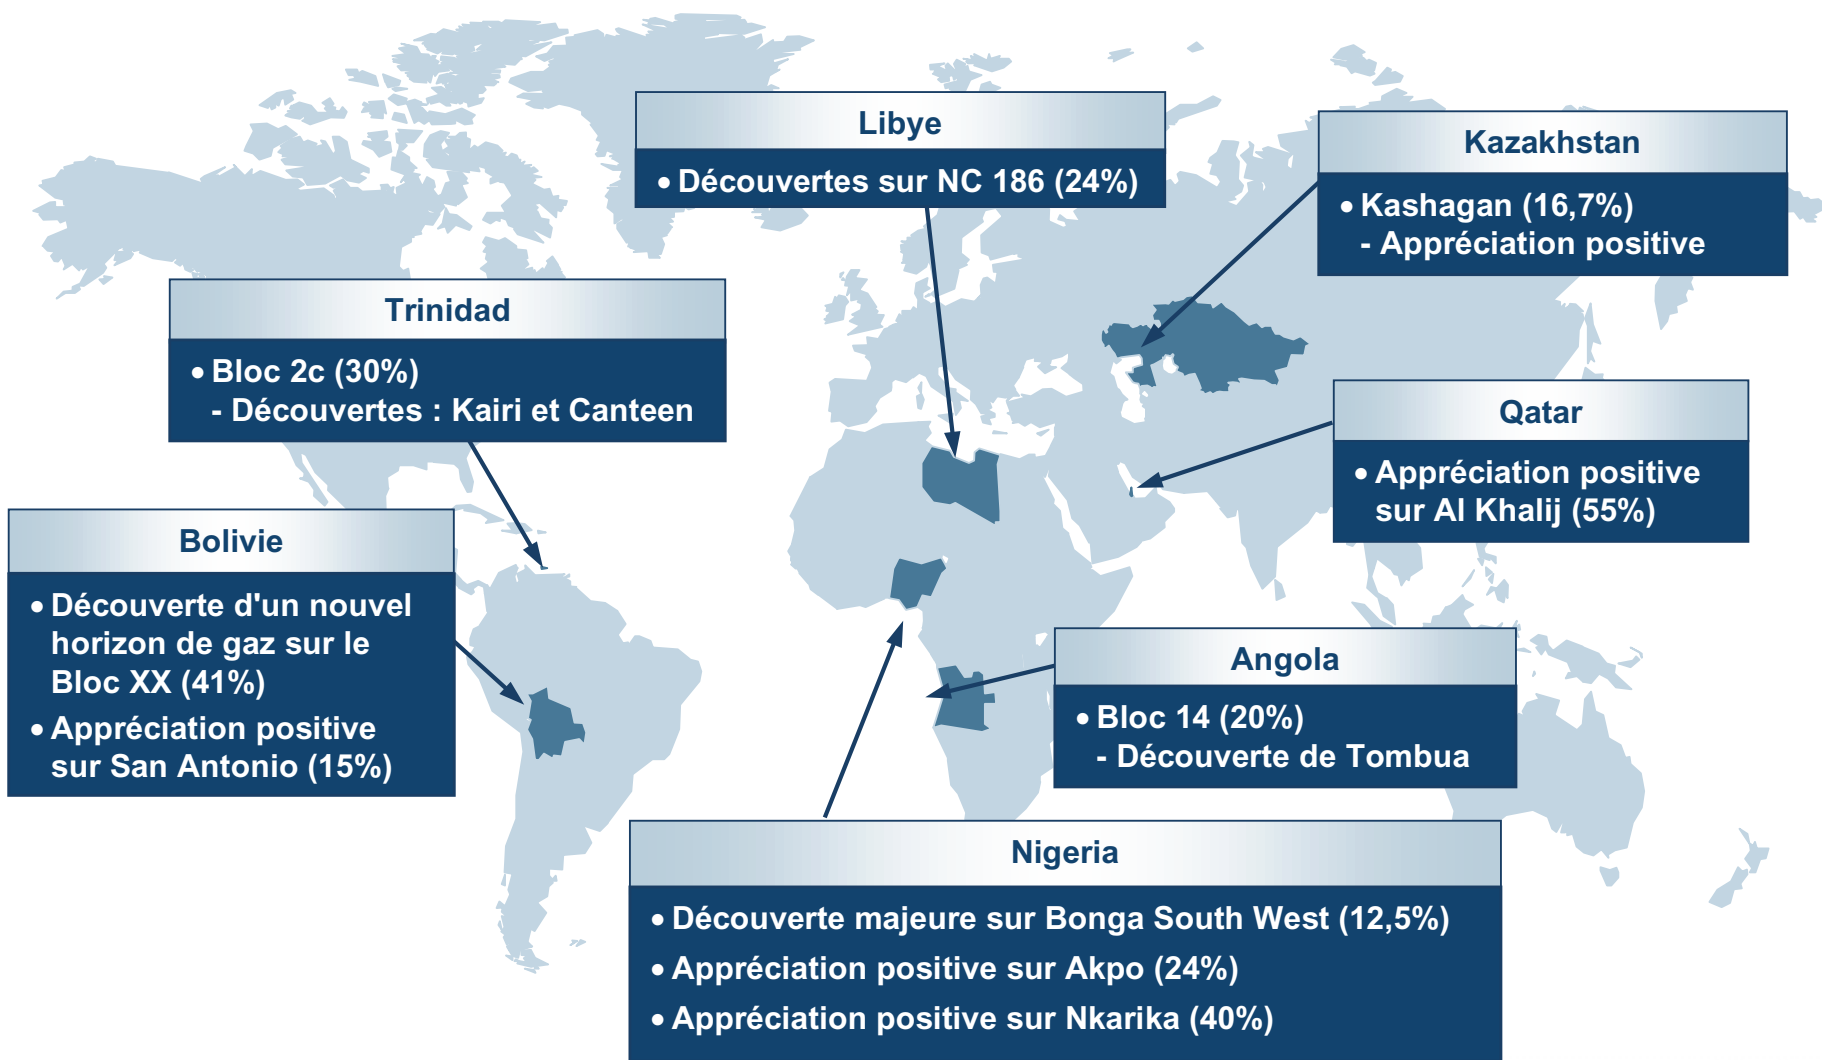 Libye
• Découvertes sur NC 186 (24%)
Kazakhstan
• Kashagan (16,7%)
- Appréciation positive
Trinidad
• Bloc 2c (30%)
- Découvertes : Kairi et Canteen
Qatar
• Appréciation positive
sur Al Khalij (55%)
Bolivie
• Découverte d'un nouvel
horizon de gaz sur le
Bloc XX (41%)
• Appréciation positive
sur San Antonio (15%)
Angola
• Bloc 14 (20%)
- Découverte de Tombua
Nigeria
• Découverte majeure sur Bonga South West (12,5%)
• Appréciation positive sur Akpo (24%)
• Appréciation positive sur Nkarika (40%)